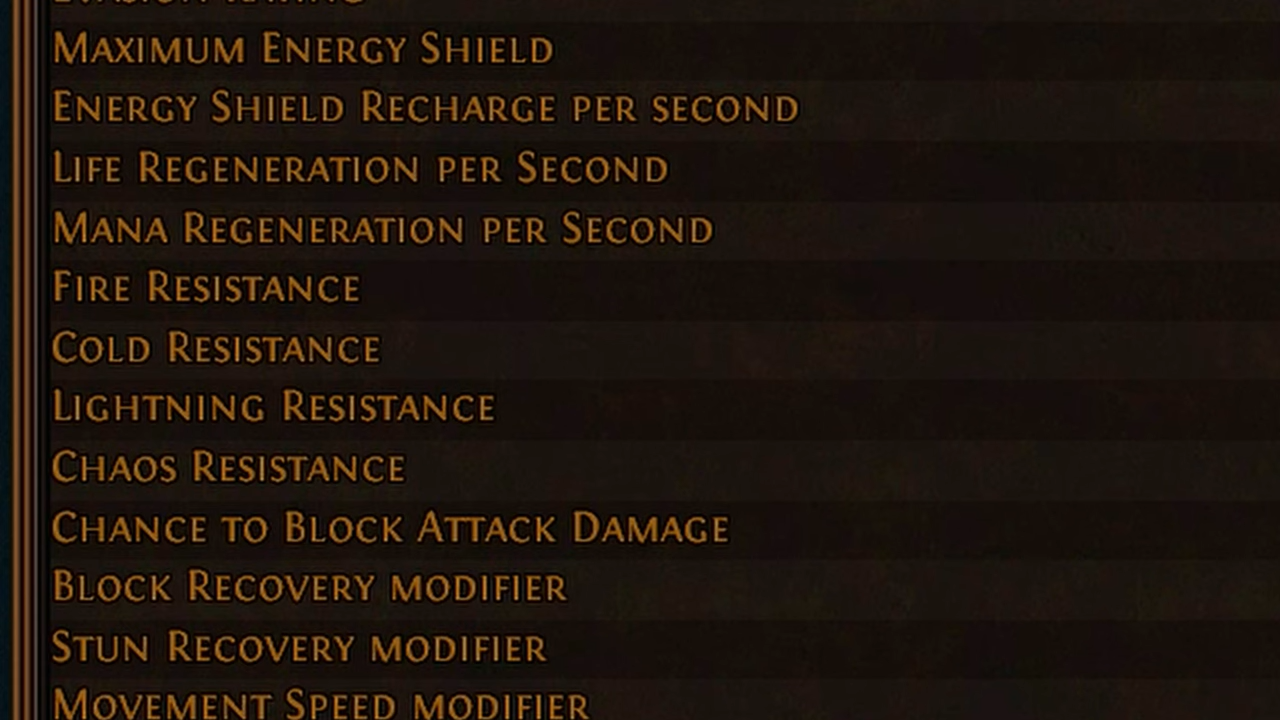 Maximum Energy Shield
Energy Shield Recharge per second
Life Regeneration per Second
Mana Regeneration per Second
Fire Resistance
Cold Resistance
Lightning Resistance
Chaos Resistance
Chance to Block Attack Damage
Block Recovery modifier
Stun Recovery modifier
Movement Speed modifier